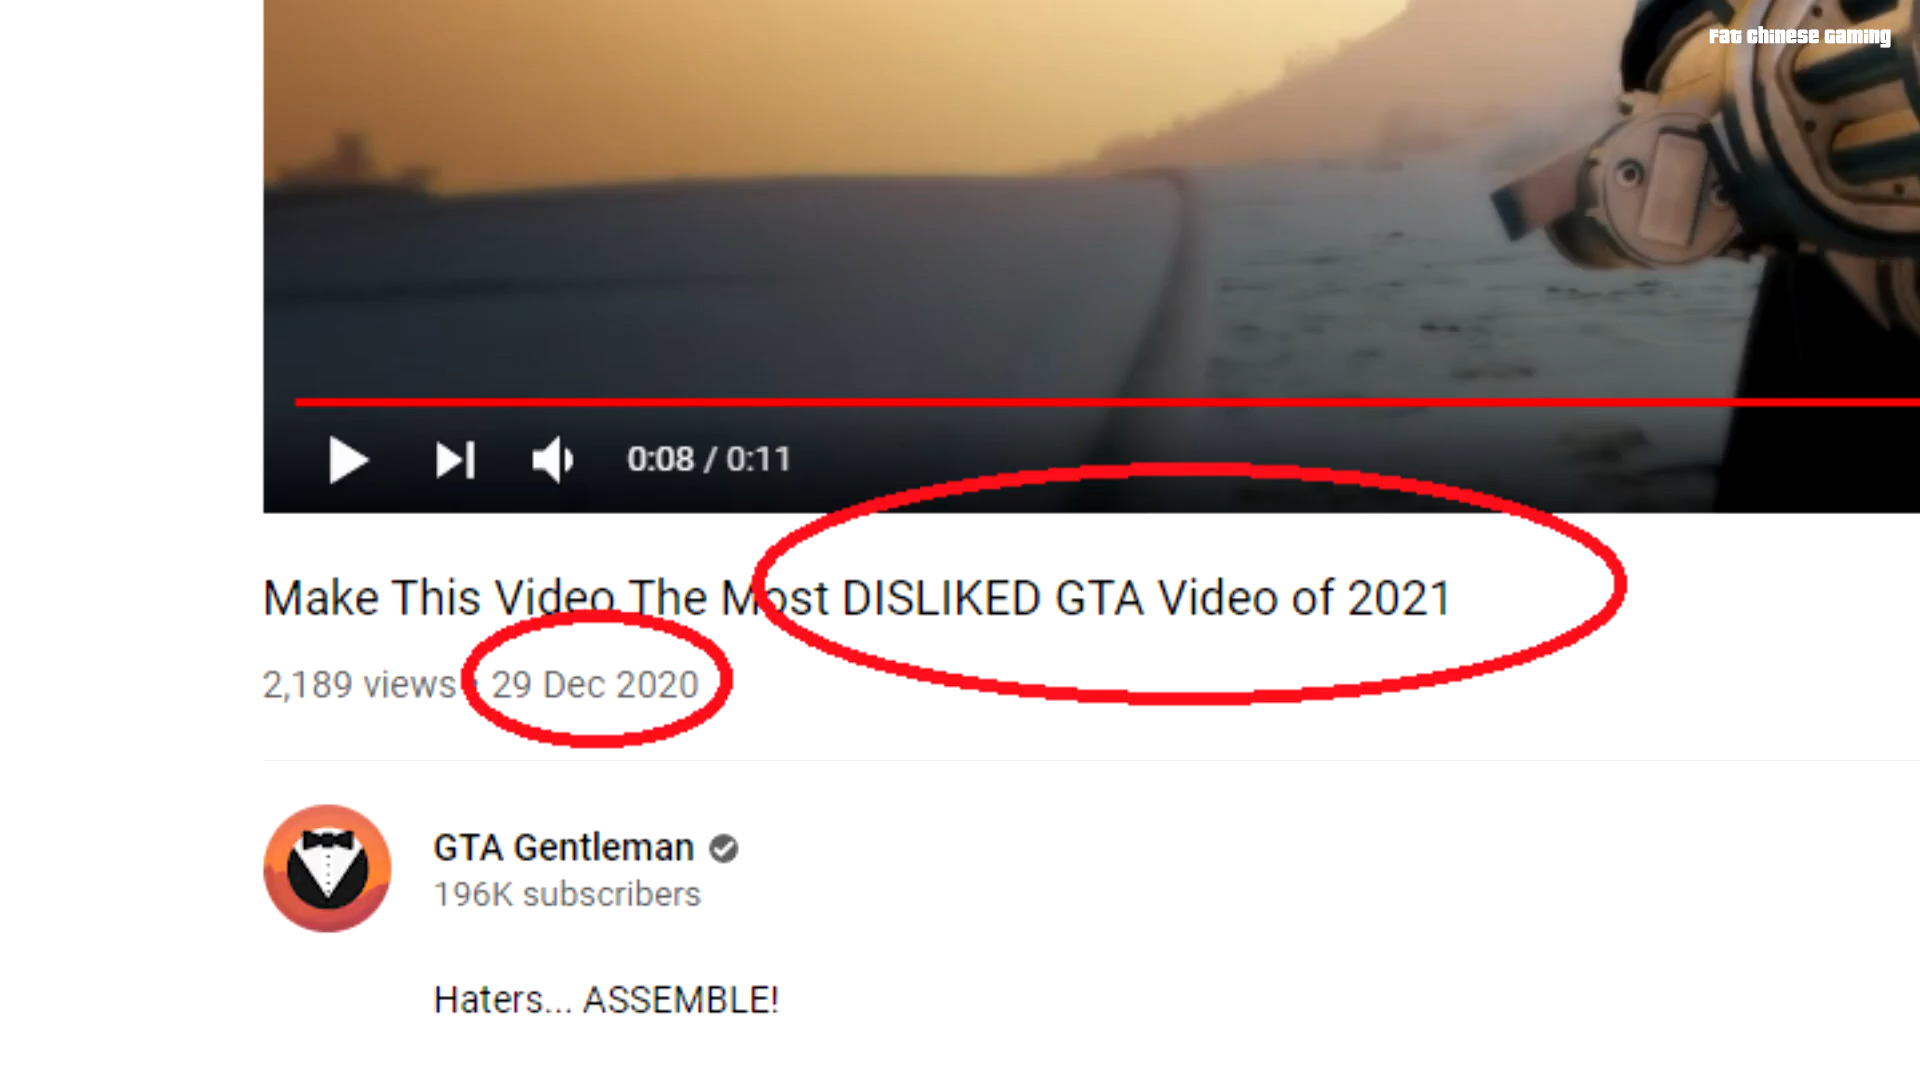 Fat Chinese Gaming
0:08 / 0:11
Make This Video The Most DISLIKED GTA Video of 2021
2,189 views 29 Dec 2020
GTA Gentleman
196K subscribers
Haters... ASSEMBLE!